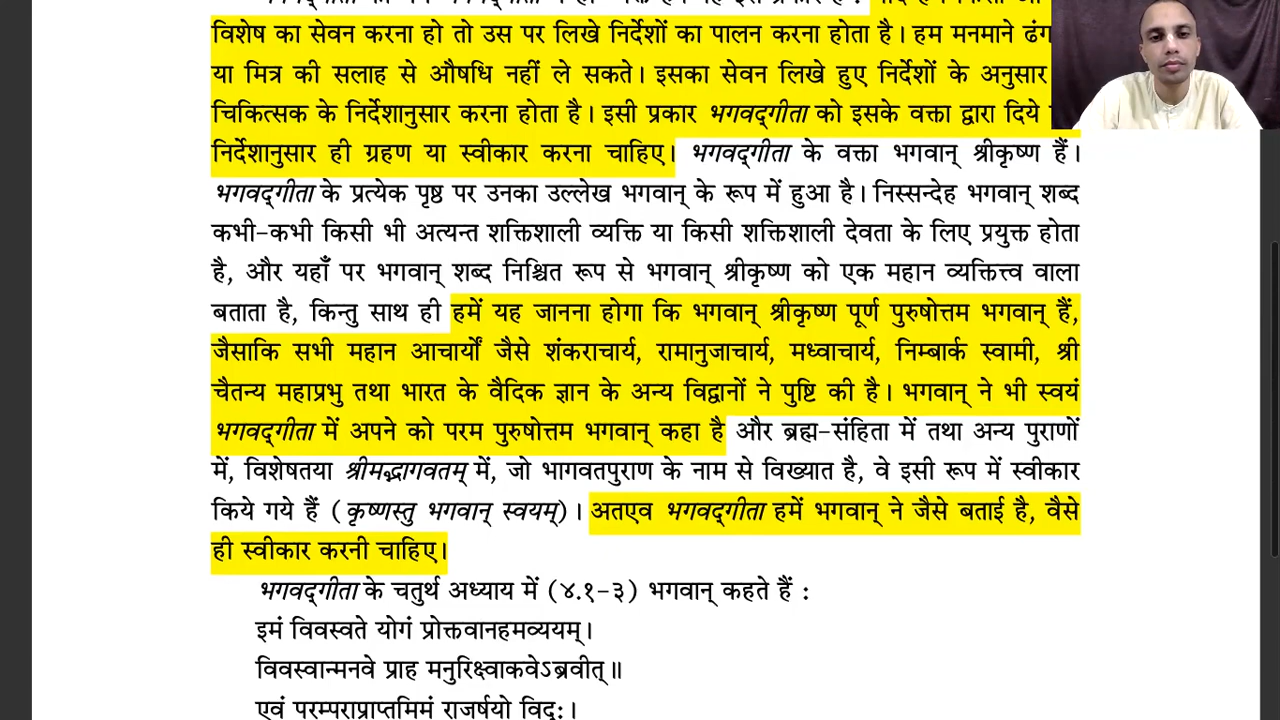 विशेष का सेवन करना हो तो उस पर लिखे निर्देशों का पालन करना होता है। हम मनमाने ढंग
या मित्र की सलाह से औषधि नहीं ले सकते। इसका सेवन लिखे हुए निर्देशों के अनुसार
चिकित्सक के निर्देशानुसार करना होता है। इसी प्रकार भगवद्‌गीता को इसके वक्ता द्वारा दिये
निर्देशानुसार ही ग्रहण या स्वीकार करना चाहिए। भगवद्‌गीता के वक्ता भगवान् श्रीकृष्ण हैं।
भगवद्‌गीता के प्रत्येक पृष्ठ पर उनका उल्लेख भगवान् के रूप में हुआ है। निस्सन्देह भगवान् शब्द
कभी-कभी किसी भी अत्यन्त शक्तिशाली व्यक्ति या किसी शक्तिशाली देवता के लिए प्रयुक्त होता
है, और यहाँ पर भगवान् शब्द निश्चित रूप से भगवान् श्रीकृष्ण को एक महान व्यक्तित्त्व वाला
बताता है, किन्तु साथ ही हमें यह जानना होगा कि भगवान् श्रीकृष्ण पूर्ण पुरुषोत्तम भगवान् हैं,
जैसाकि सभी महान आचार्यों जैसे शंकराचार्य, रामानुजाचार्य, मध्वाचार्य, निम्बार्क स्वामी, श्री
चैतन्य महाप्रभु तथा भारत के वैदिक ज्ञान के अन्य विद्वानों ने पुष्टि की है। भगवान् ने भी स्वयं
भगवद्‌गीता में अपने को परम पुरुषोत्तम भगवान् कहा है और ब्रह्म-संहिता में तथा अन्य पुराणों
में, विशेषतया श्रीमद्भागवतम् में, जो भागवतपुराण के नाम से विख्यात है, वे इसी रूप में स्वीकार
किये गये हैं (कृष्णस्तु भगवान् स्वयम्)। अतएव भगवद्‌गीता हमें भगवान् ने जैसे बताई है, वैसे
ही स्वीकार करनी चाहिए।
भगवद्‌गीता के चतुर्थ अध्याय में (४.१-३) भगवान् कहते हैं :
इमं विवस्वते योगं प्रोक्तवानहमव्ययम्।
विवस्वान्मनवे प्राह मनुरिक्ष्वाकवेऽब्रवीत्॥
एवं परम्पराप्राप्तमिमं राजर्षयो विदुः।